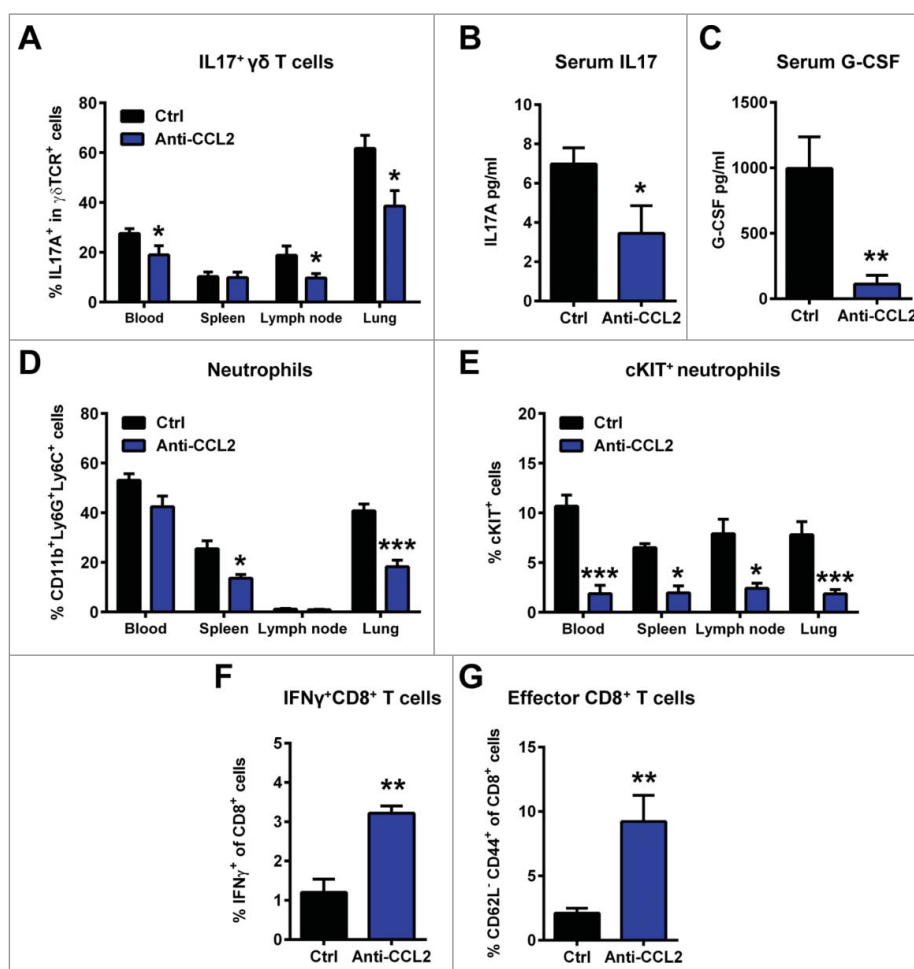 A
IL17⁺ γδ T cells
% IL17A⁺ in γδTCR⁺ cells
80
60
40
20
0
Ctrl
Anti-CCL2
*
*
*
Blood Spleen Lymph node Lung
B
Serum IL17
IL17A pg/ml
10
8
6
4
2
0
*
Ctrl Anti-CCL2
C
Serum G-CSF
G-CSF pg/ml
1500
1000
500
0
**
Ctrl Anti-CCL2
D
Neutrophils
% CD11b⁺Ly6G⁺Ly6C⁺ cells
80
60
40
20
0
Ctrl
Anti-CCL2
*
***
Blood Spleen Lymph node Lung
E
cKIT⁺ neutrophils
% cKIT⁺ cells
20
15
10
5
0
Ctrl
Anti-CCL2
***
*
*
***
Blood Spleen Lymph node Lung
F
IFNγ⁺CD8⁺ T cells
% IFNγ⁺ of CD8⁺ cells
5
4
3
2
1
0
**
Ctrl Anti-CCL2
G
Effector CD8⁺ T cells
% CD62L⁻ CD44⁺ of CD8⁺ cells
15
10
5
0
**
Ctrl Anti-CCL2